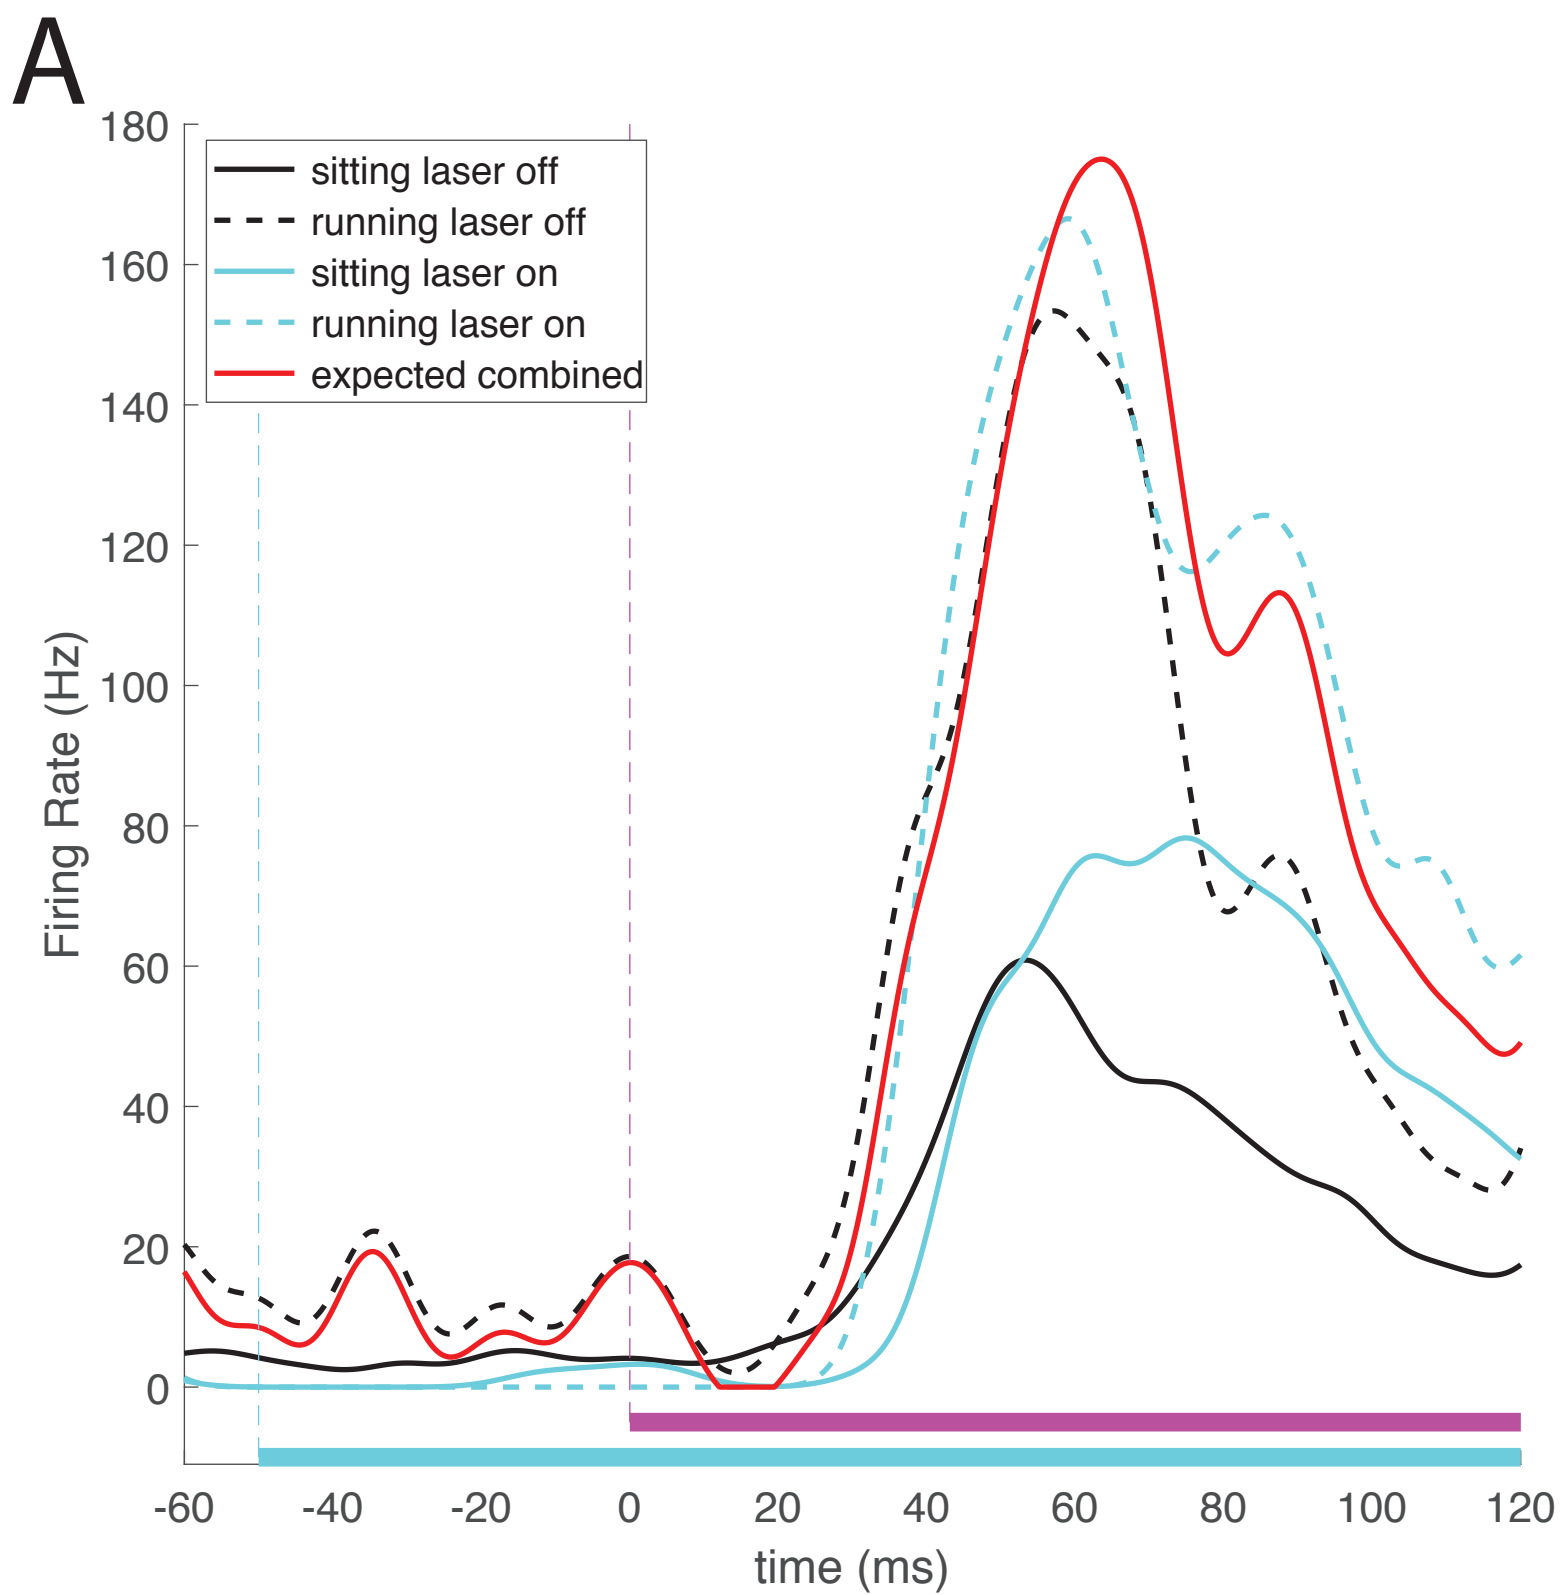 A
180
160
140
120
100
80
60
40
20
0
Firing Rate (Hz)
sitting laser off
running laser off
sitting laser on
running laser on
expected combined
-60 -40 -20 0 20 40 60 80 100 120
time (ms)